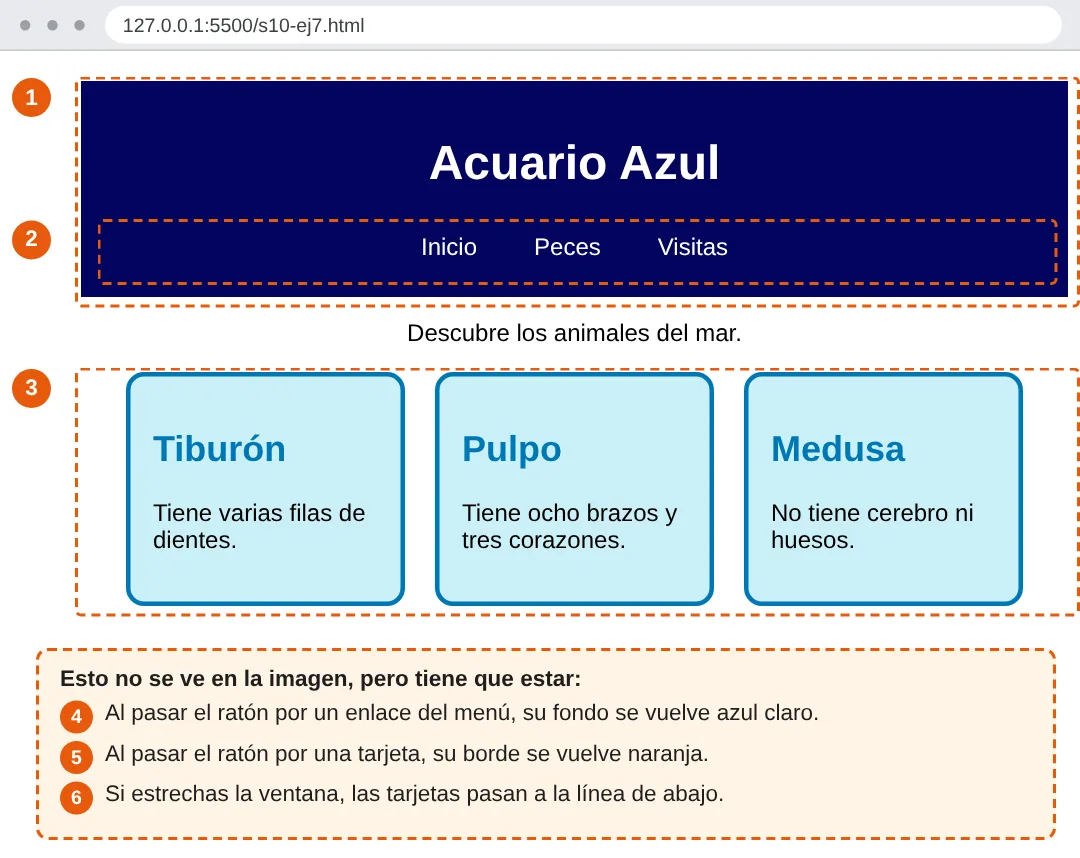 127.0.0.1:5500/s10-ej7.html
1
Acuario Azul
2
Inicio Peces Visitas
Descubre los animales del mar.
3
Tiburón
Tiene varias filas de
dientes.
Pulpo
Tiene ocho brazos y
tres corazones.
Medusa
No tiene cerebro ni
huesos.
Esto no se ve en la imagen, pero tiene que estar:
4 Al pasar el ratón por un enlace del menú, su fondo se vuelve azul claro.
5 Al pasar el ratón por una tarjeta, su borde se vuelve naranja.
6 Si estrechas la ventana, las tarjetas pasan a la línea de abajo.